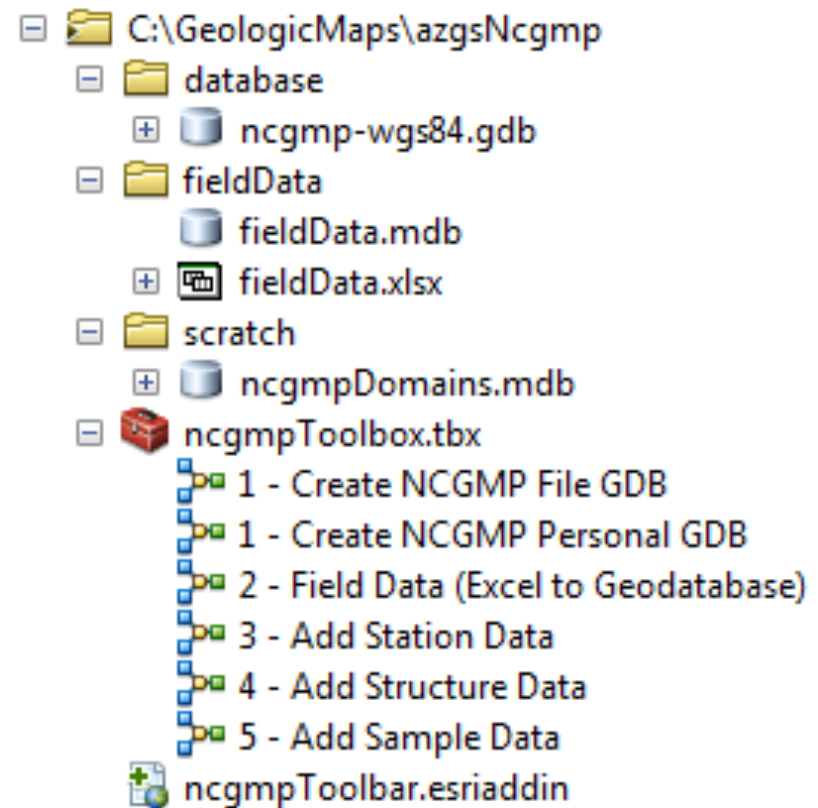 C:\GeologicMaps\azgsNcgmp
database
ncgmp-wgs84.gdb
fieldData
fieldData.mdb
fieldData.xlsx
scratch
ncgmpDomains.mdb
ncgmpToolbox.tbx
1 - Create NCGMP File GDB
1 - Create NCGMP Personal GDB
2 - Field Data (Excel to Geodatabase)
3 - Add Station Data
4 - Add Structure Data
5 - Add Sample Data
ncgmpToolbar.esriaddin